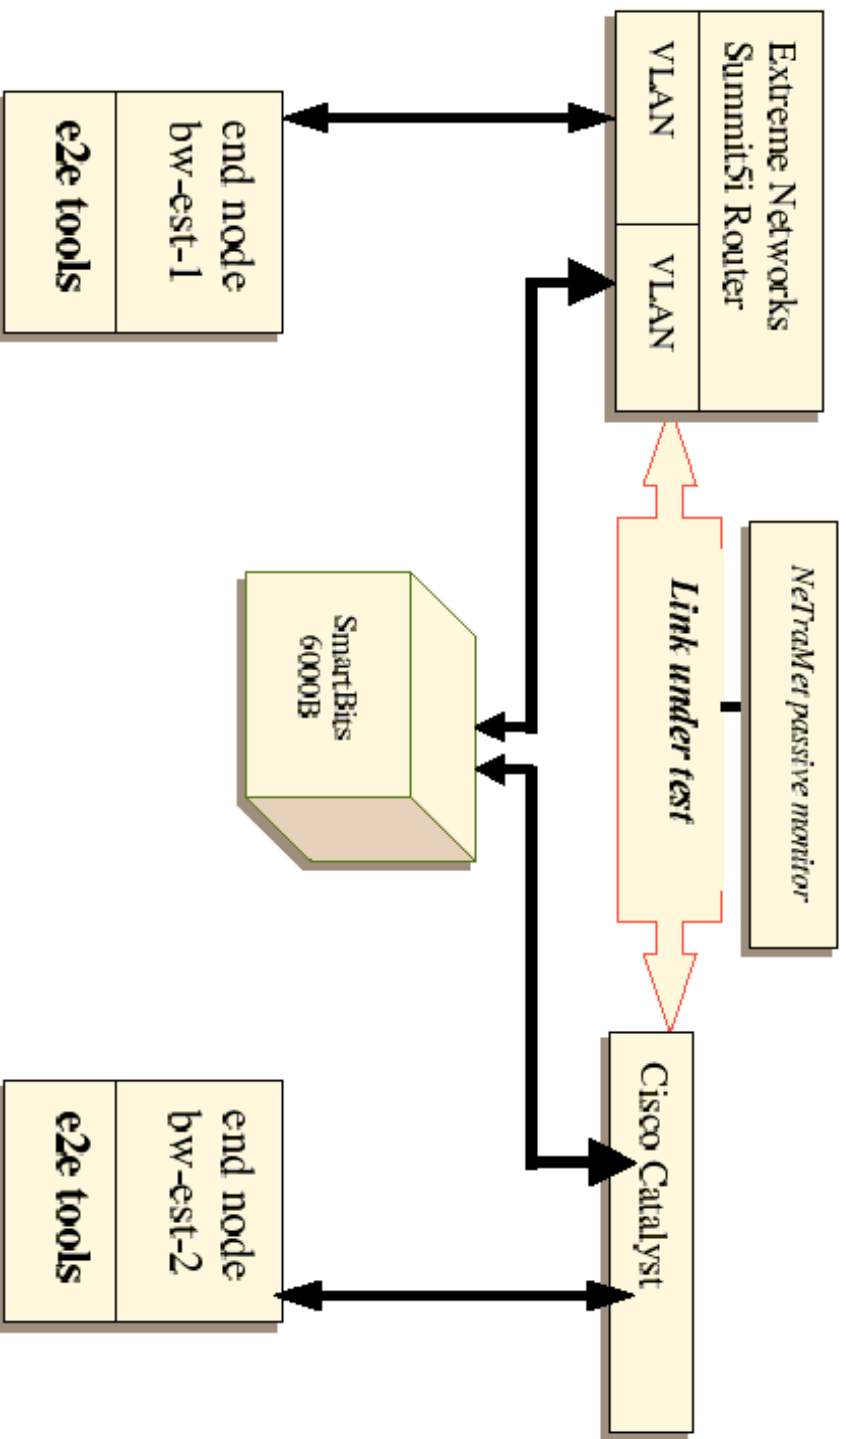 NeTraMet passive monitor
Extreme Networks
Summit5i Router
VLAN
VLAN
Link under test
Cisco Catalyst
SmartBits
6000B
end node
bw-est-1
e2e tools
end node
bw-est-2
e2e tools